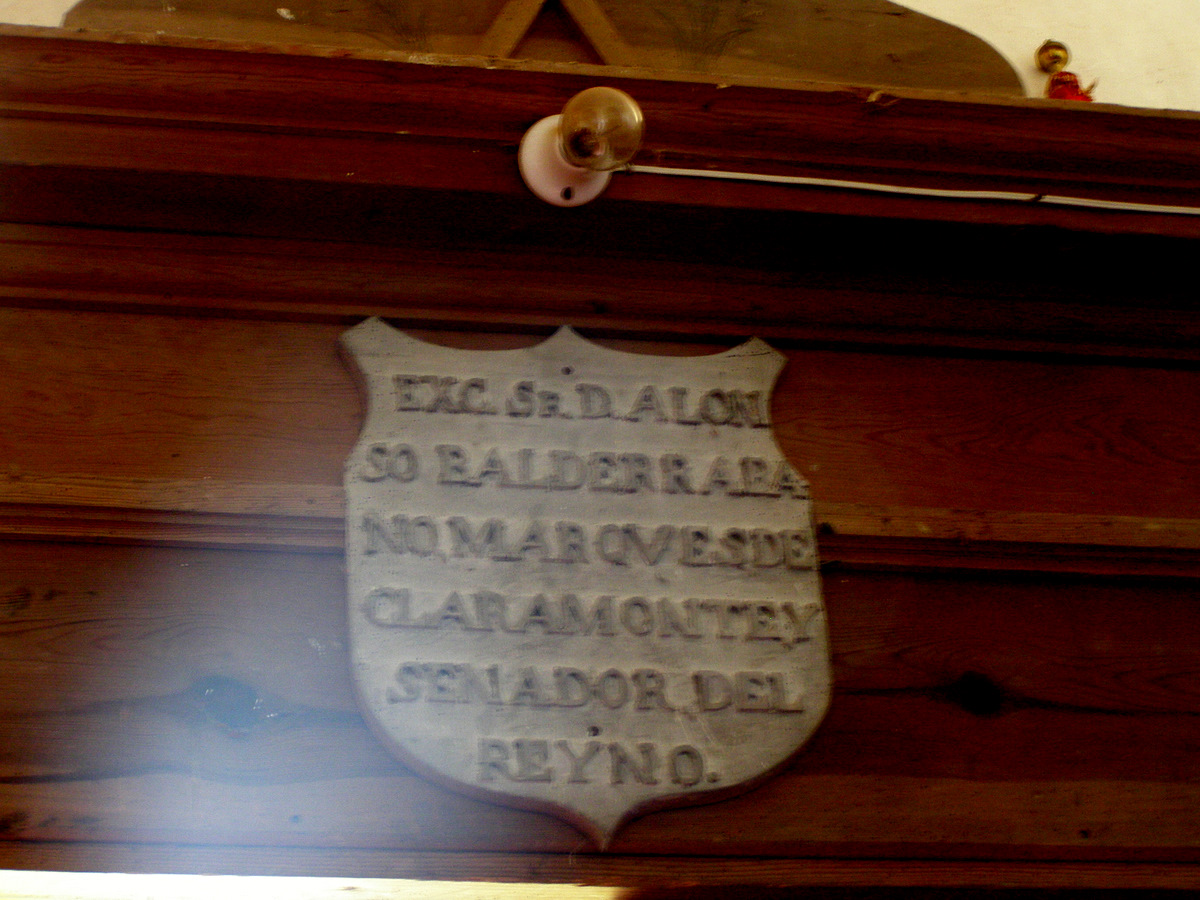 EXC. SR. D. ALON
SO BALDERRABA
NO MARQVES DE
CLARAMONTE Y
SENADOR DEL
REYNO.